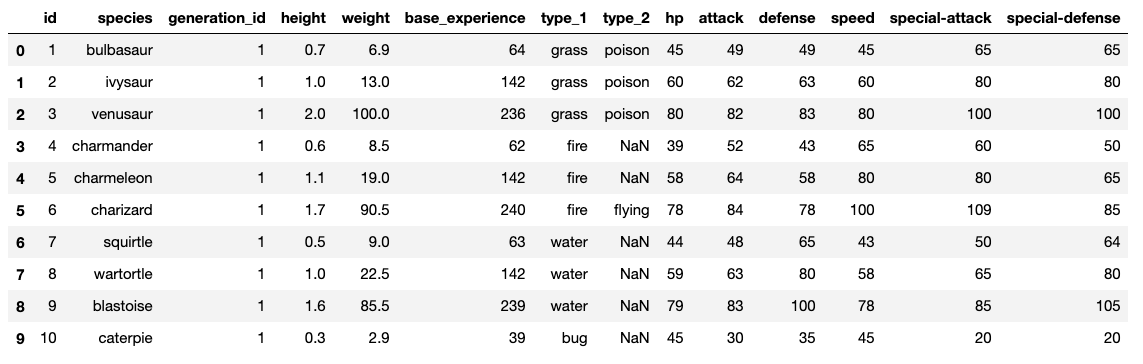 id species generation_id height weight base_experience type_1 type_2 hp attack defense speed special-attack special-defense
0 1 bulbasaur 1 0.7 6.9 64 grass poison 45 49 49 45 65 65
1 2 ivysaur 1 1.0 13.0 142 grass poison 60 62 63 60 80 80
2 3 venusaur 1 2.0 100.0 236 grass poison 80 82 83 80 100 100
3 4 charmander 1 0.6 8.5 62 fire NaN 39 52 43 65 60 50
4 5 charmeleon 1 1.1 19.0 142 fire NaN 58 64 58 80 80 65
5 6 charizard 1 1.7 90.5 240 fire flying 78 84 78 100 109 85
6 7 squirtle 1 0.5 9.0 63 water NaN 44 48 65 43 50 64
7 8 wartortle 1 1.0 22.5 142 water NaN 59 63 80 58 65 80
8 9 blastoise 1 1.6 85.5 239 water NaN 79 83 100 78 85 105
9 10 caterpie 1 0.3 2.9 39 bug NaN 45 30 35 45 20 20